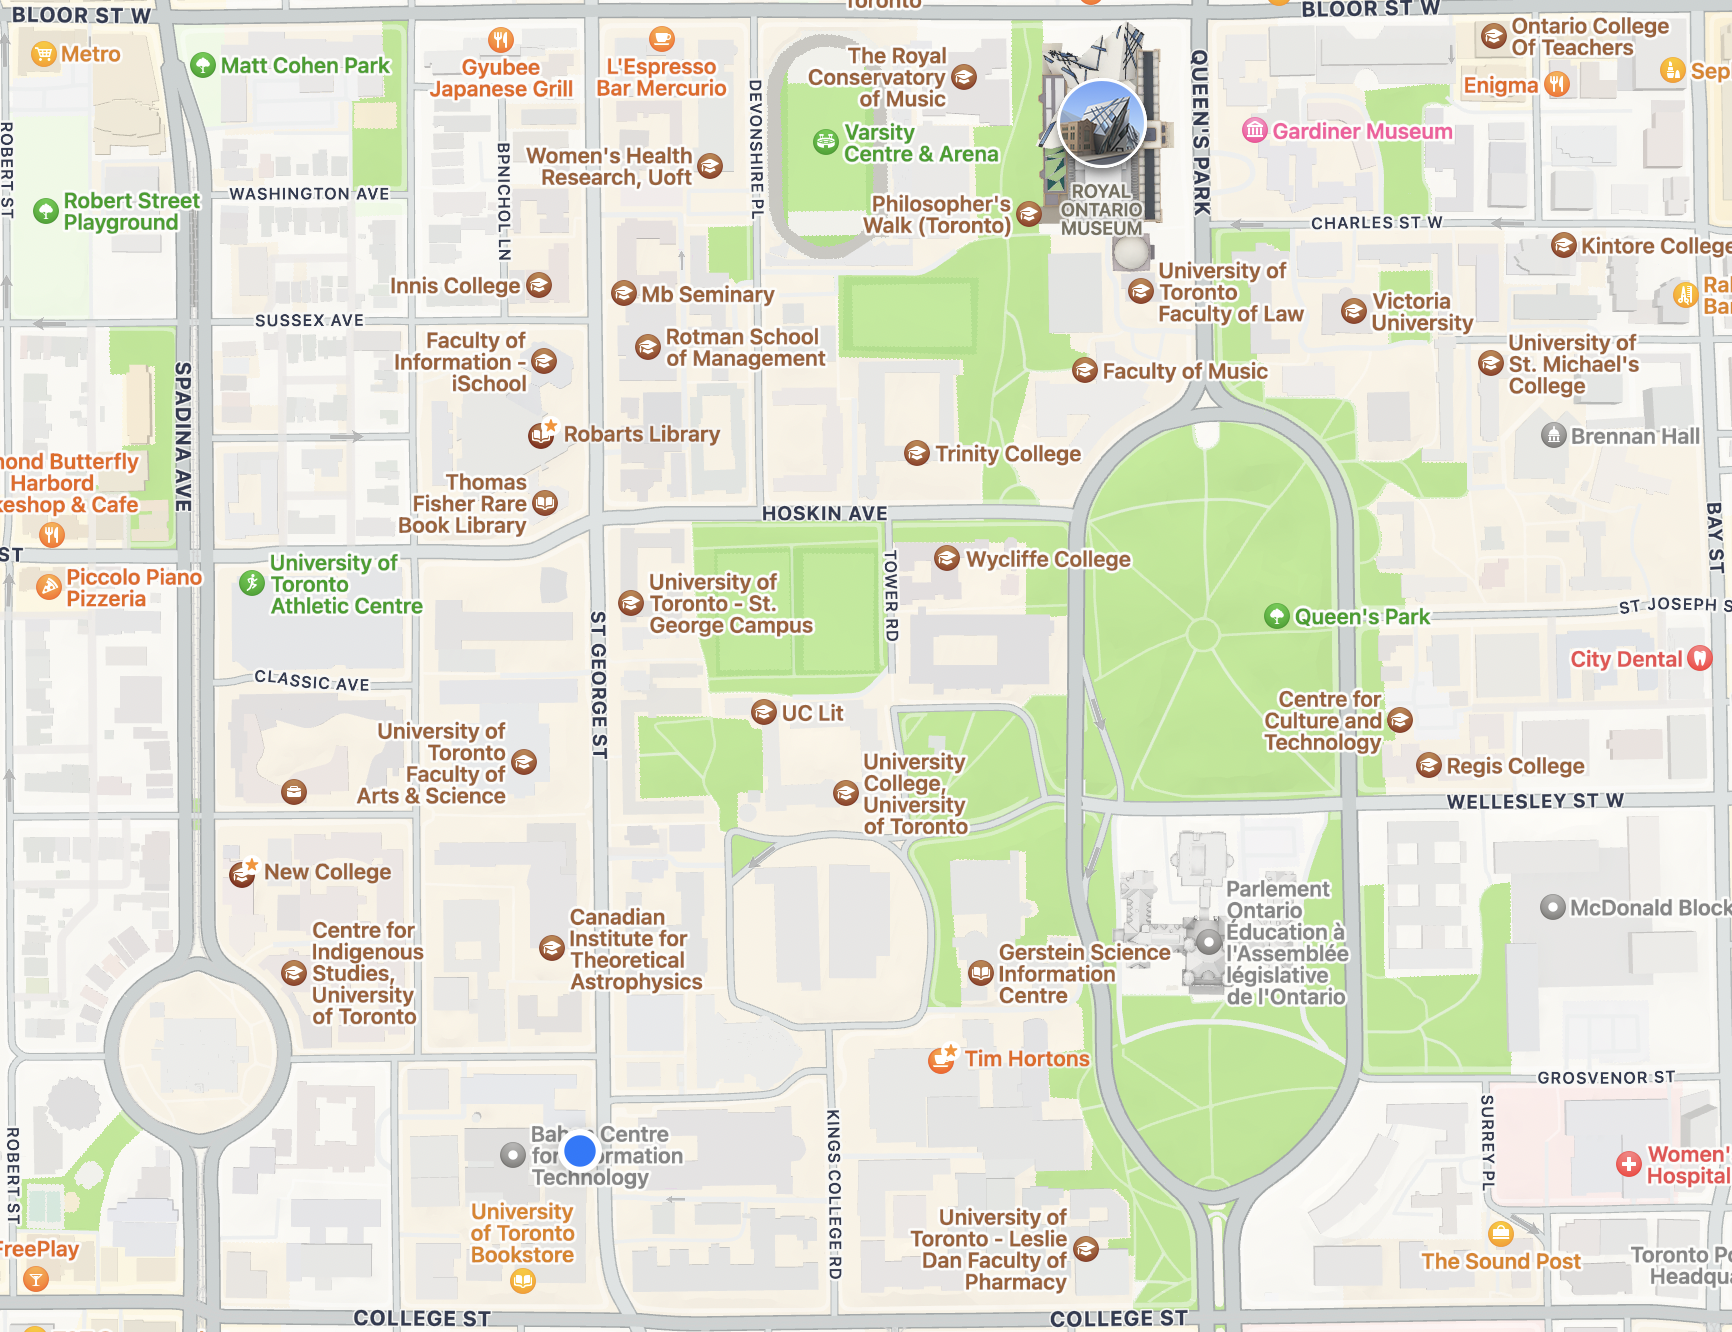 BLOOR ST W
Toronto
BLOOR ST W
Metro
Matt Cohen Park
Gyubee
Japanese Grill
L'Espresso
Bar Mercurio
The Royal
Conservatory
of Music
Ontario College
Of Teachers
Enigma
Sep
ROBERT ST
BPNICHOL LN
DEVONSHIRE PL
Varsity
Centre & Arena
QUEEN'S PARK
Gardiner Museum
Women's Health
Research, Uoft
WASHINGTON AVE
Robert Street
Playground
Philosopher's
Walk (Toronto)
ROYAL
ONTARIO
MUSEUM
CHARLES ST W
Kintore College
Innis College
Mb Seminary
University of
Toronto
Faculty of Law
Victoria
University
SUSSEX AVE
Faculty of
Information -
iSchool
Rotman School
of Management
Faculty of Music
University of
St. Michael's
College
SPADINA AVE
Robarts Library
Trinity College
Brennan Hall
mond Butterfly
Harbord
keshop & Cafe
Thomas
Fisher Rare
Book Library
HOSKIN AVE
BAY ST
ST
Piccolo Piano
Pizzeria
University of
Toronto
Athletic Centre
University of
Toronto - St.
George Campus
TOWER RD
Wycliffe College
Queen's Park
ST JOSEPH S
City Dental
ST GEORGE ST
CLASSIC AVE
UC Lit
Centre for
Culture and
Technology
University of
Toronto
Faculty of
Arts & Science
University
College,
University
of Toronto
Regis College
WELLESLEY ST W
New College
Canadian
Institute for
Theoretical
Astrophysics
Centre for
Indigenous
Studies,
University
of Toronto
Gerstein Science
Information
Centre
Parlement
Ontario
Éducation à
l'Assemblée
législative
de l'Ontario
McDonald Block
Tim Hortons
GROSVENOR ST
SURREY PL
KINGS COLLEGE RD
Centre
Technology
Women'
Hospital
ROBERT ST
University
of Toronto
Bookstore
University of
Toronto - Leslie
Dan Faculty of
Pharmacy
The Sound Post
Toronto Po
Headqua
FreePlay
COLLEGE ST
COLLEGE ST